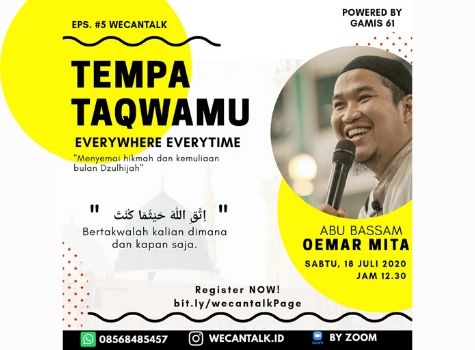 EPS. #5 WECANTALK
POWERED BY
GAMIS 61
TEMPA
TAQWAMU
EVERYWHERE EVERYTIME
"Menyemai hikmah dan kemuliaan
bulan Dzulhijah"
" اِتَّقِ اللهَ حَيْثُمَا كُنْتَ "
Bertakwalah kalian dimana
dan kapan saja.
ABU BASSAM
OEMAR MITA
SABTU, 18 JULI 2020
JAM 12.30
Register NOW!
bit.ly/wecantalkPage
08568485457
WECANTALK.ID
zoom
BY ZOOM